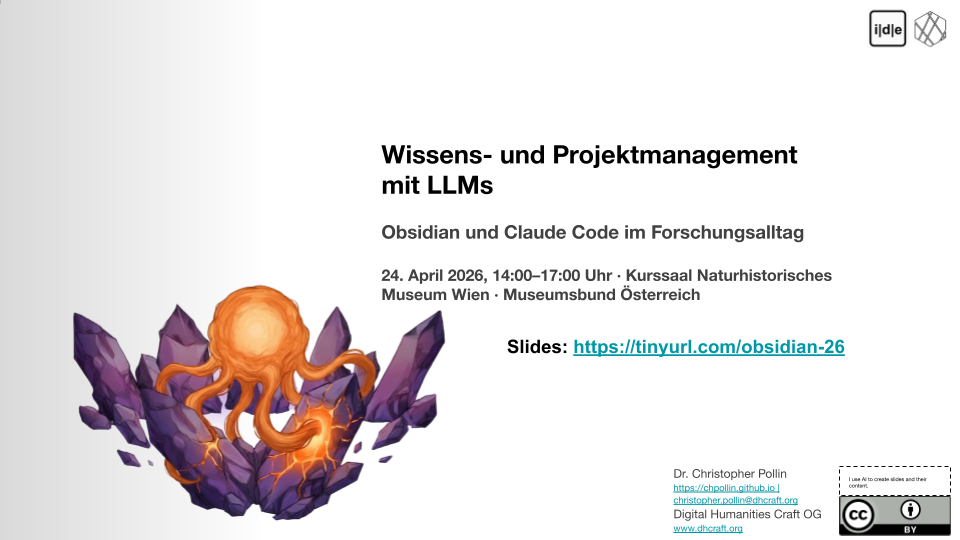 i|d|e
Wissens- und Projektmanagement
mit LLMs
Obsidian und Claude Code im Forschungsalltag
24. April 2026, 14:00–17:00 Uhr · Kurssaal Naturhistorisches
Museum Wien · Museumsbund Österreich
Slides: https://tinyurl.com/obsidian-26
Dr. Christopher Pollin
https://chpollin.github.io |
christopher.pollin@dhcraft.org
Digital Humanities Craft OG
www.dhcraft.org
I use AI to create slides and their
content.
cc
BY